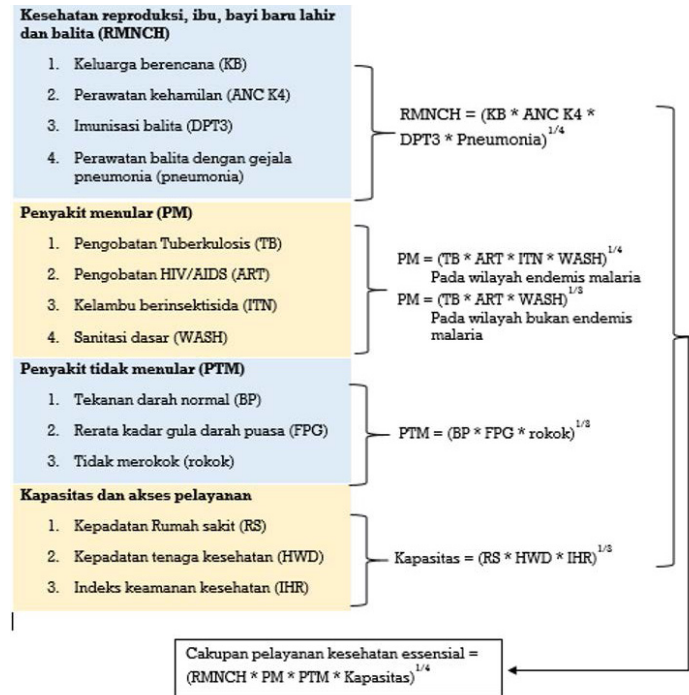 Kesehatan reproduksi, ibu, bayi baru lahir
dan balita (RMNCH)
1. Keluarga berencana (KB)
2. Perawatan kehamilan (ANC K4)
3. Imunisasi balita (DPT3)
4. Perawatan balita dengan gejala
pneumonia (pneumonia)
RMNCH = (KB * ANC K4 *
DPT3 * Pneumonia)^1/4
Penyakit menular (PM)
1. Pengobatan Tuberkulosis (TB)
2. Pengobatan HIV/AIDS (ART)
3. Kelambu berinsektisida (ITN)
4. Sanitasi dasar (WASH)
PM = (TB * ART * ITN * WASH)^1/4
Pada wilayah endemis malaria
PM = (TB * ART * WASH)^1/3
Pada wilayah bukan endemis
malaria
Penyakit tidak menular (PTM)
1. Tekanan darah normal (BP)
2. Rerata kadar gula darah puasa (FPG)
3. Tidak merokok (rokok)
PTM = (BP * FPG * rokok)^1/3
Kapasitas dan akses pelayanan
1. Kepadatan Rumah sakit (RS)
2. Kepadatan tenaga kesehatan (HWD)
3. Indeks keamanan kesehatan (IHR)
Kapasitas = (RS * HWD * IHR)^1/3
Cakupan pelayanan kesehatan essensial =
(RMNCH * PM * PTM * Kapasitas)^1/4